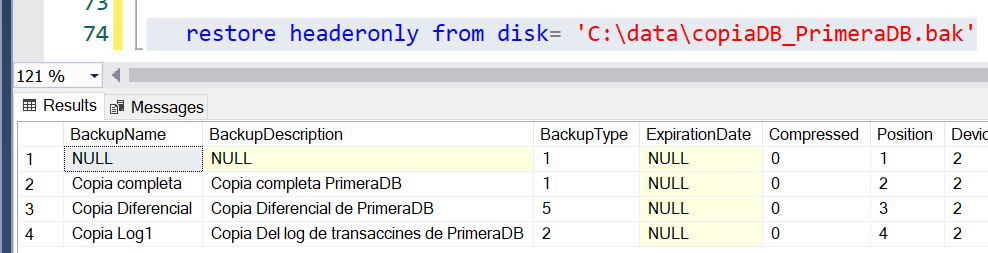 73
74 restore headeronly from disk= 'C:\data\copiaDB_PrimeraDB.bak'
121 %
Results Messages
BackupName BackupDescription BackupType ExpirationDate Compressed Position Devic
1 NULL NULL 1 NULL 0 1 2
2 Copia completa Copia completa PrimeraDB 1 NULL 0 2 2
3 Copia Diferencial Copia Diferencial de PrimeraDB 5 NULL 0 3 2
4 Copia Log1 Copia Del log de transaccines de PrimeraDB 2 NULL 0 4 2